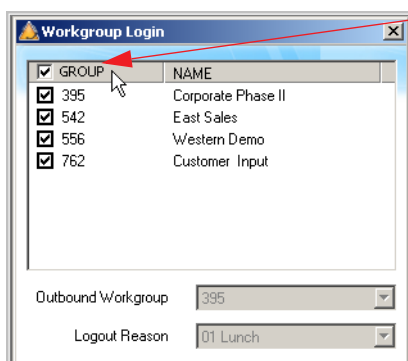 Workgroup Login
GROUP NAME
395 Corporate Phase II
542 East Sales
556 Western Demo
762 Customer Input
Outbound Workgroup 395
Logout Reason 01 Lunch